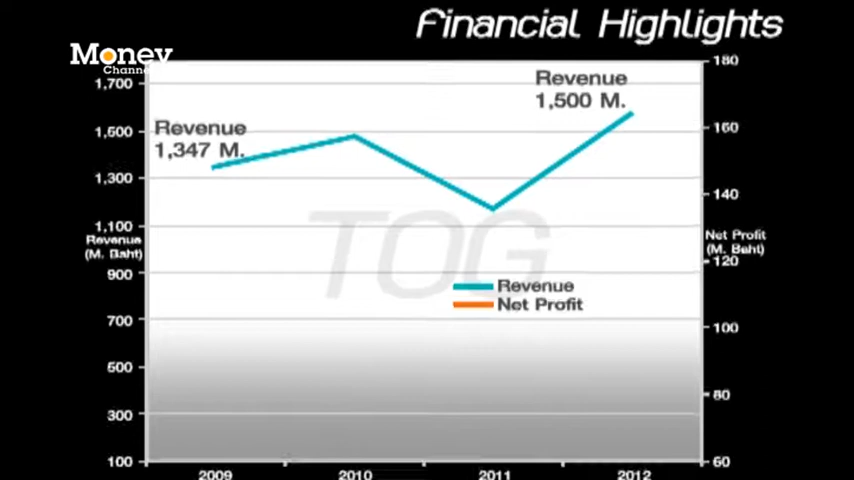 Financial Highlights
Money
Channel
1,700
1,500
1,300
1,100
900
700
500
300
100
Revenue
(M. Baht)
180
160
140
120
100
80
60
Net Profit
(M. Baht)
Revenue
1,347 M.
Revenue
1,500 M.
TOG
Revenue
Net Profit
2009
2010
2011
2012